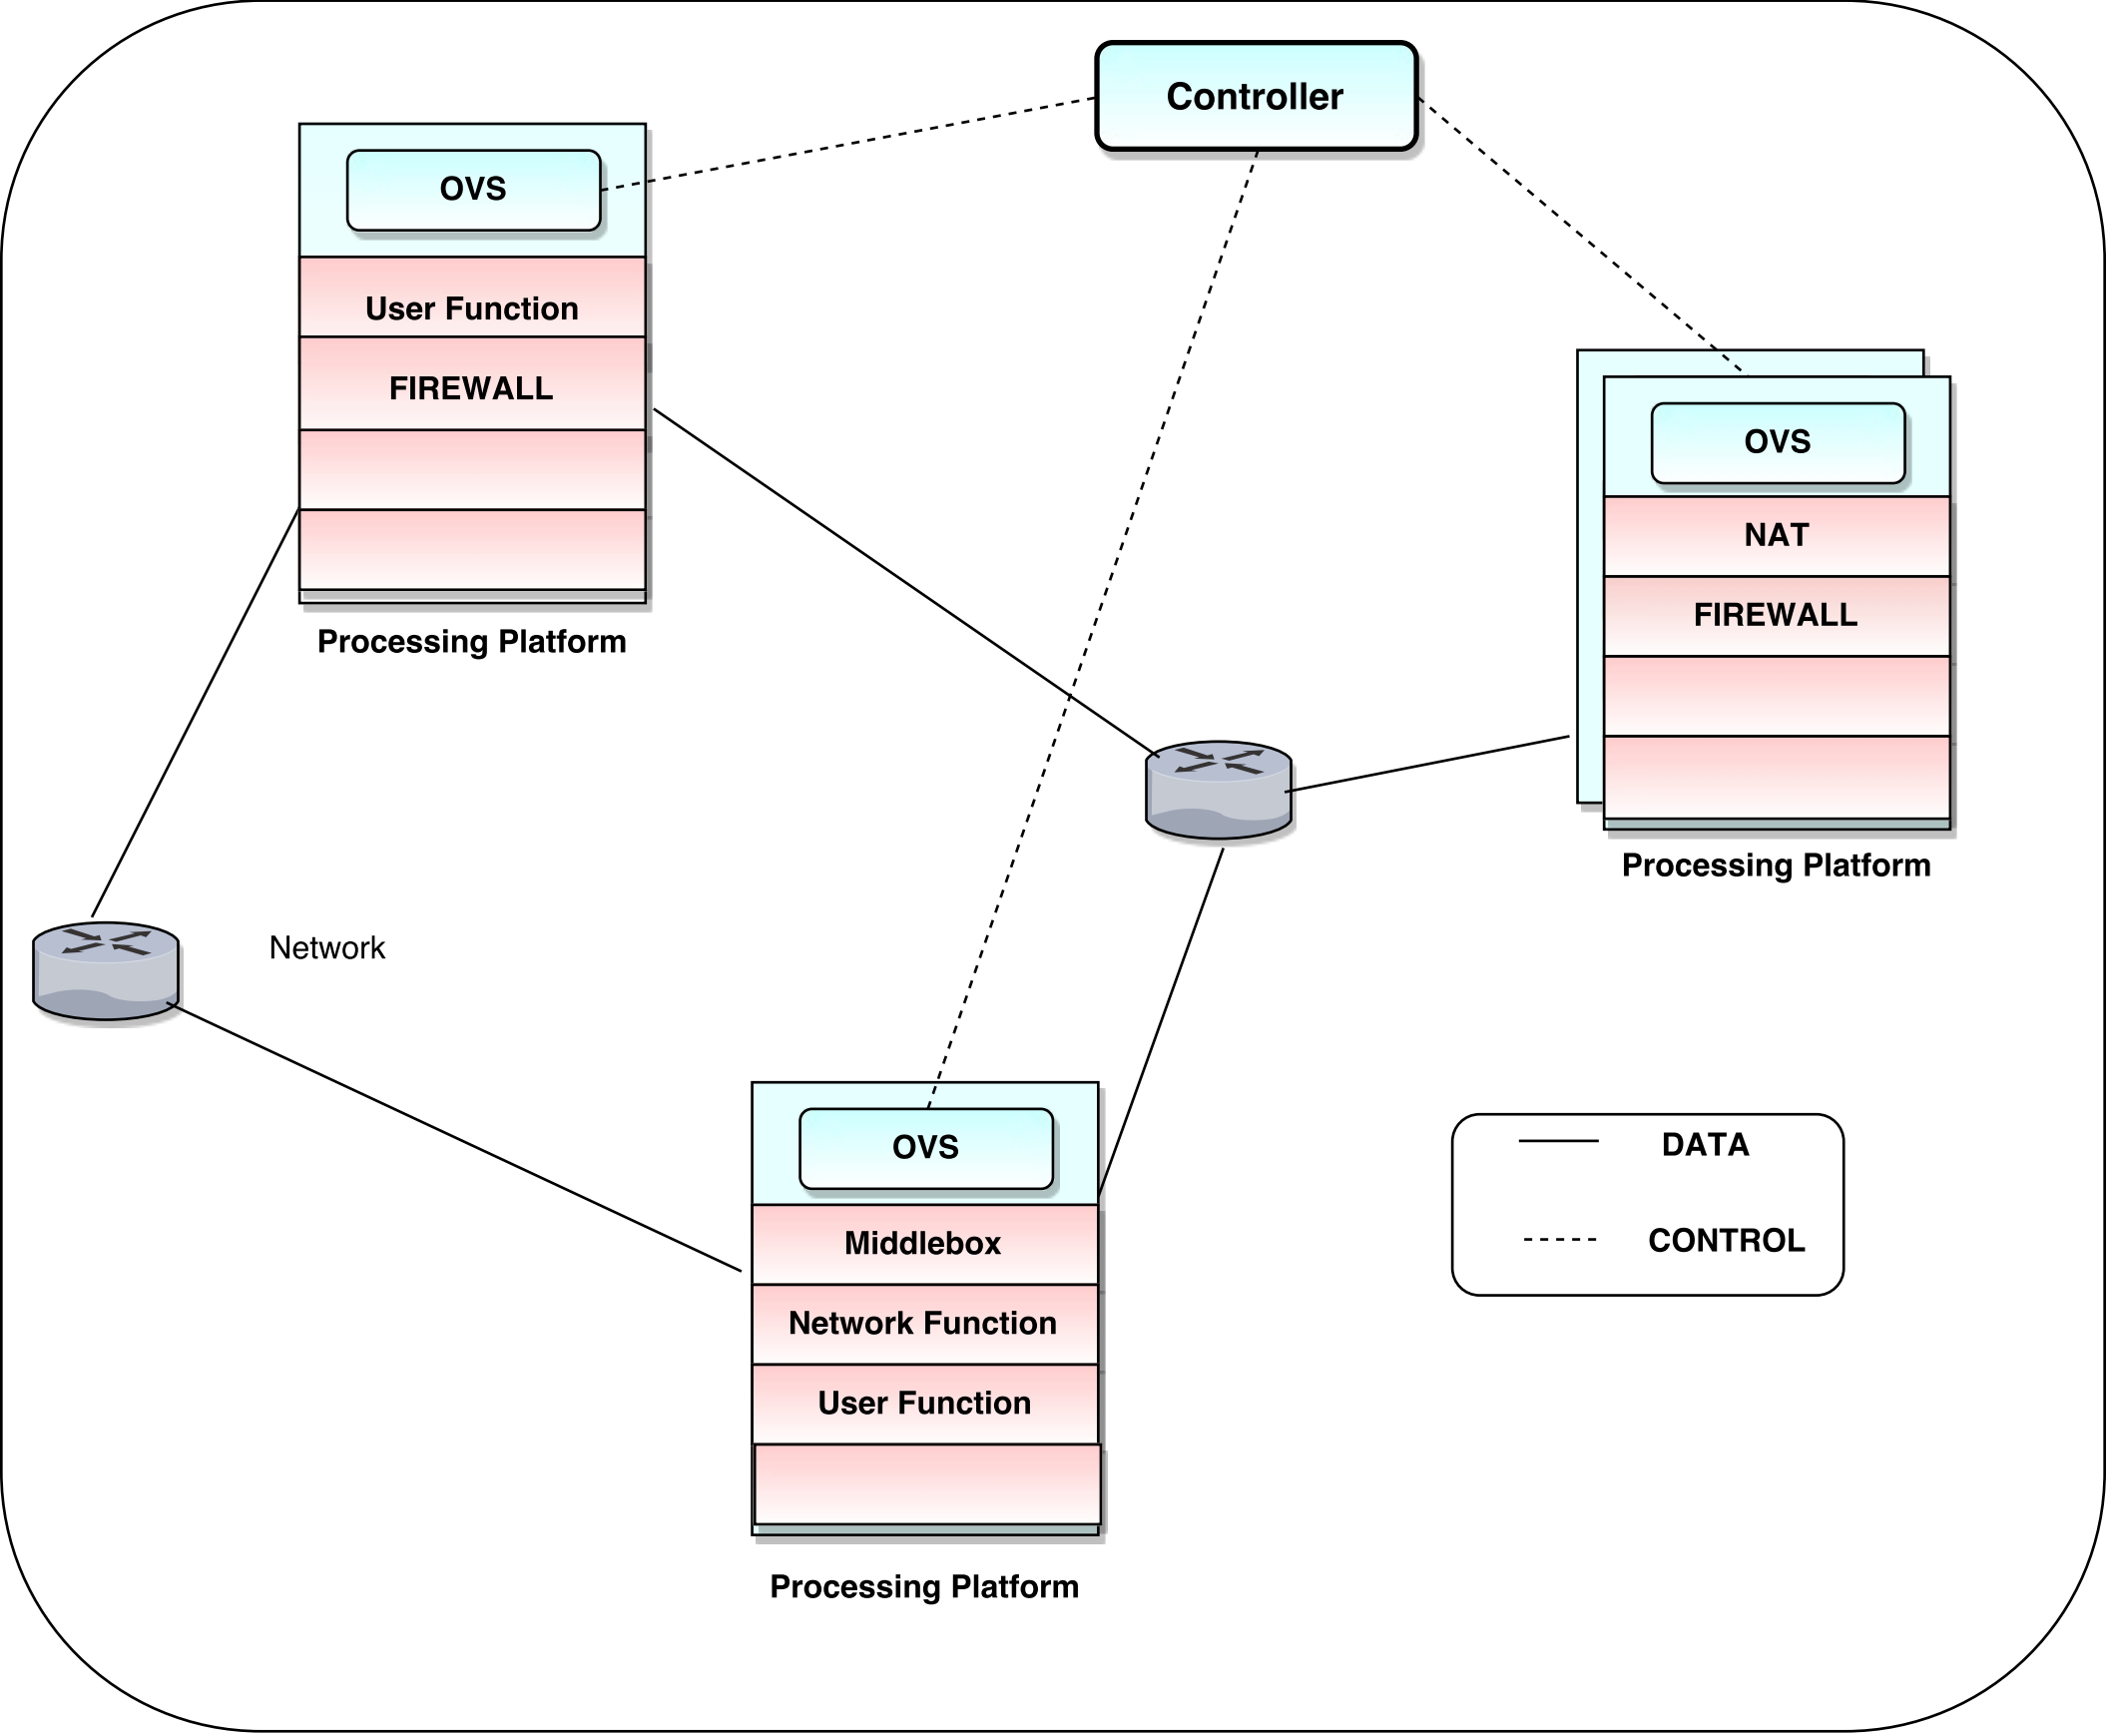 Controller
OVS
User Function
FIREWALL
Processing Platform
OVS
NAT
FIREWALL
Processing Platform
Network
OVS
Middlebox
Network Function
User Function
Processing Platform
DATA
CONTROL